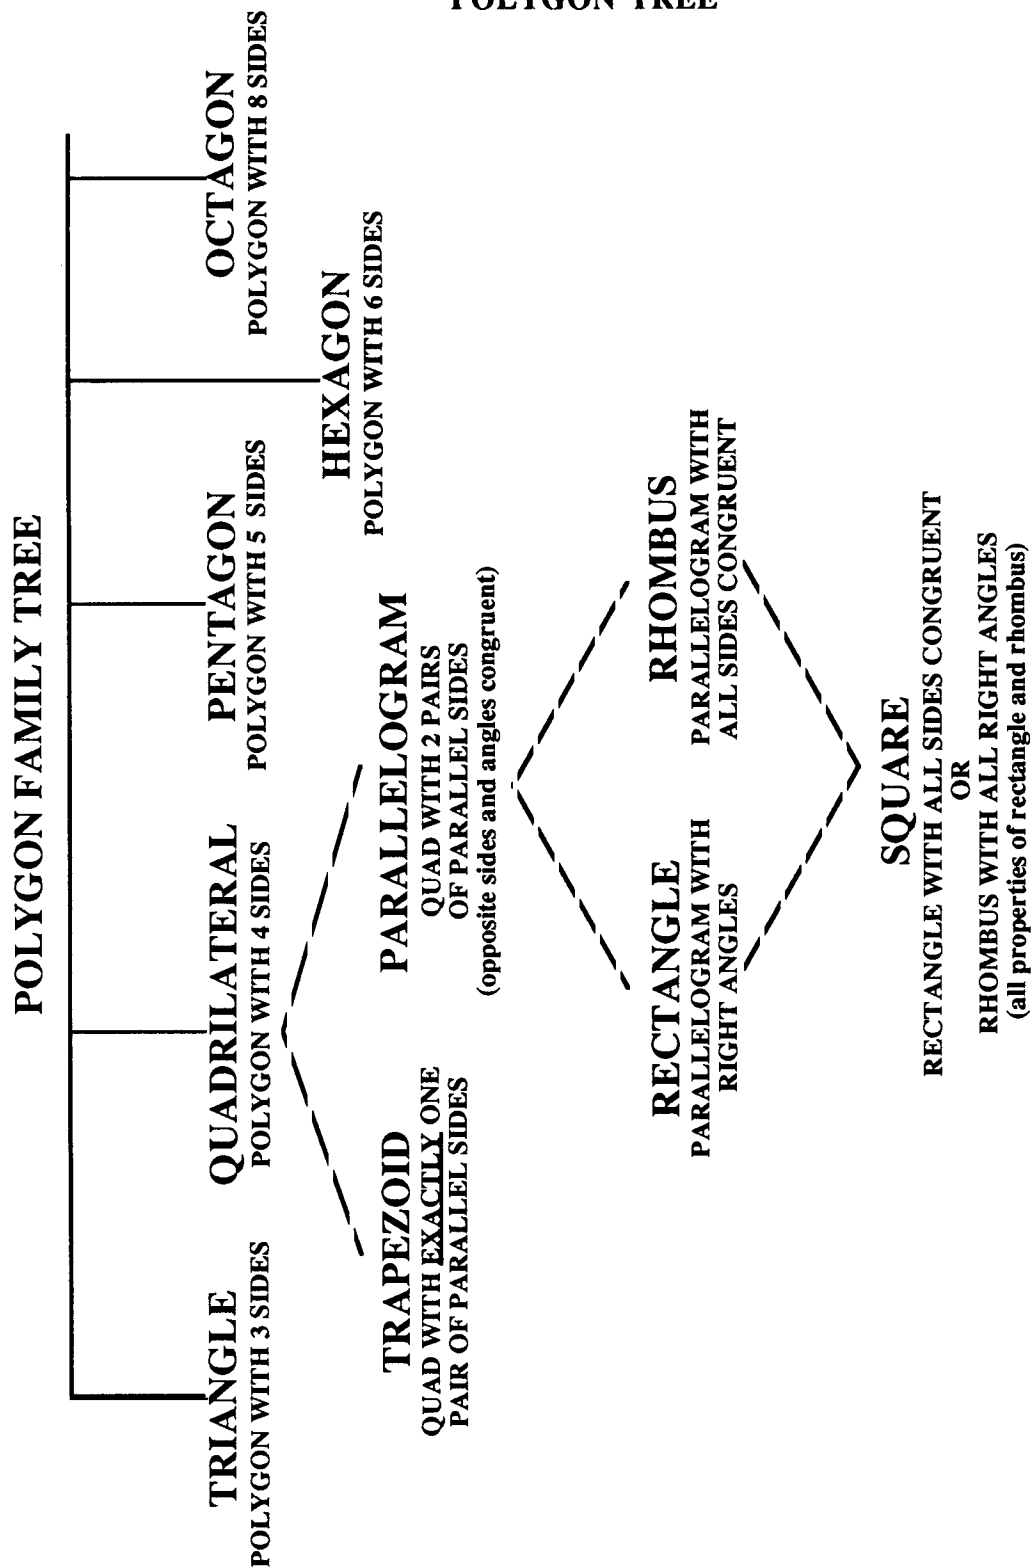 POLYGON TREE
POLYGON FAMILY TREE
TRIANGLE
POLYGON WITH 3 SIDES
QUADRILATERAL
POLYGON WITH 4 SIDES
PENTAGON
POLYGON WITH 5 SIDES
OCTAGON
POLYGON WITH 8 SIDES
HEXAGON
POLYGON WITH 6 SIDES
TRAPEZOID
QUAD WITH EXACTLY ONE
PAIR OF PARALLEL SIDES
PARALLELOGRAM
QUAD WITH 2 PAIRS
OF PARALLEL SIDES
(opposite sides and angles congruent)
RECTANGLE
PARALLELOGRAM WITH
RIGHT ANGLES
RHOMBUS
PARALLELOGRAM WITH
ALL SIDES CONGRUENT
SQUARE
RECTANGLE WITH ALL SIDES CONGRUENT
OR
RHOMBUS WITH ALL RIGHT ANGLES
(all properties of rectangle and rhombus)